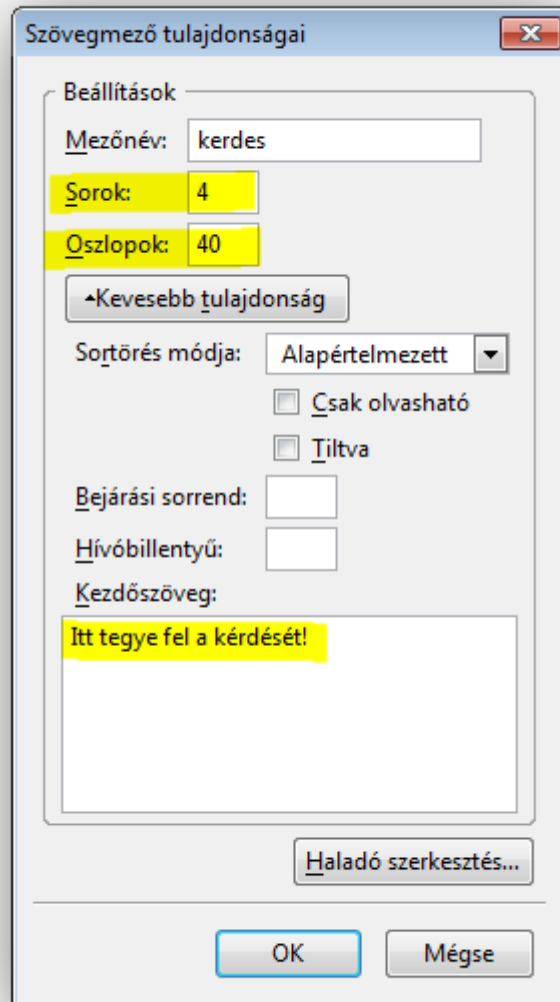 Szövegmező tulajdonságai
Beállítások
Mezőnév: kerdes
Sorok: 4
Oszlopok: 40
Kevesebb tulajdonság
Sortörés módja: Alapértelmezett
Csak olvasható
Tiltva
Bejárási sorrend:
Hívóbillentyű:
Kezdőszöveg:
Itt tegye fel a kérdését!
Haladó szerkesztés...
OK Mégse